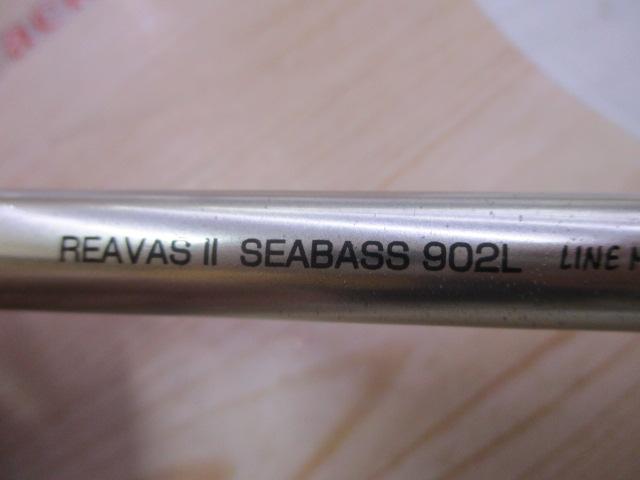 REAVAS II SEABASS 902L LINE